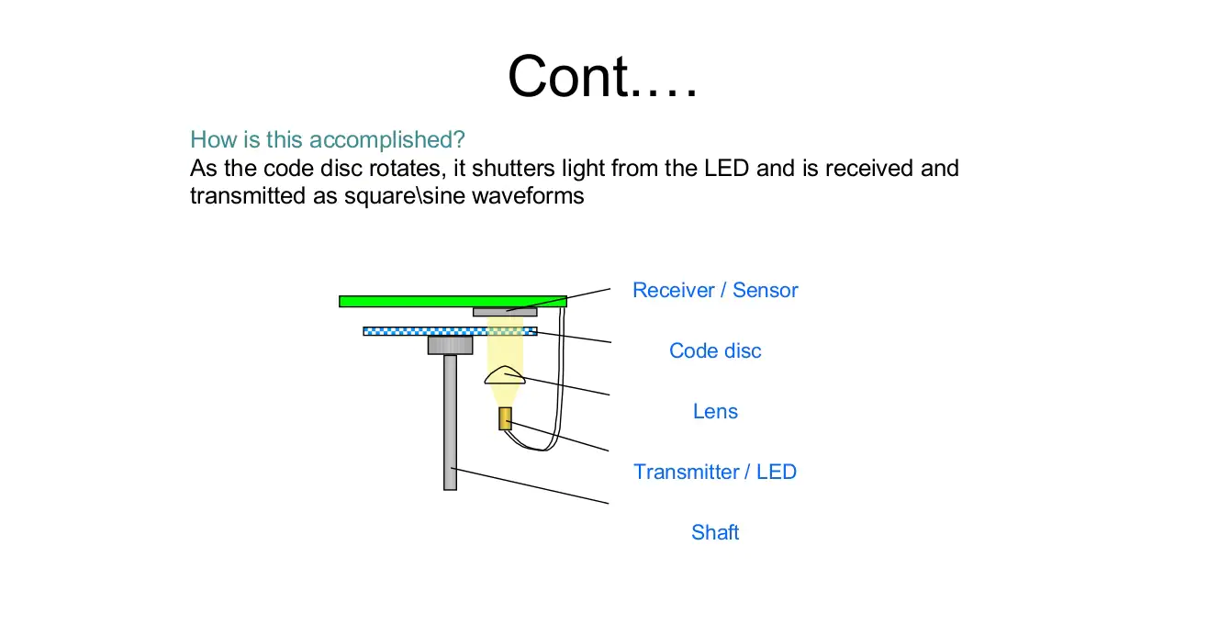 Cont.…
How is this accomplished?
As the code disc rotates, it shutters light from the LED and is received and
transmitted as square\sine waveforms
Receiver / Sensor
Code disc
Lens
Transmitter / LED
Shaft